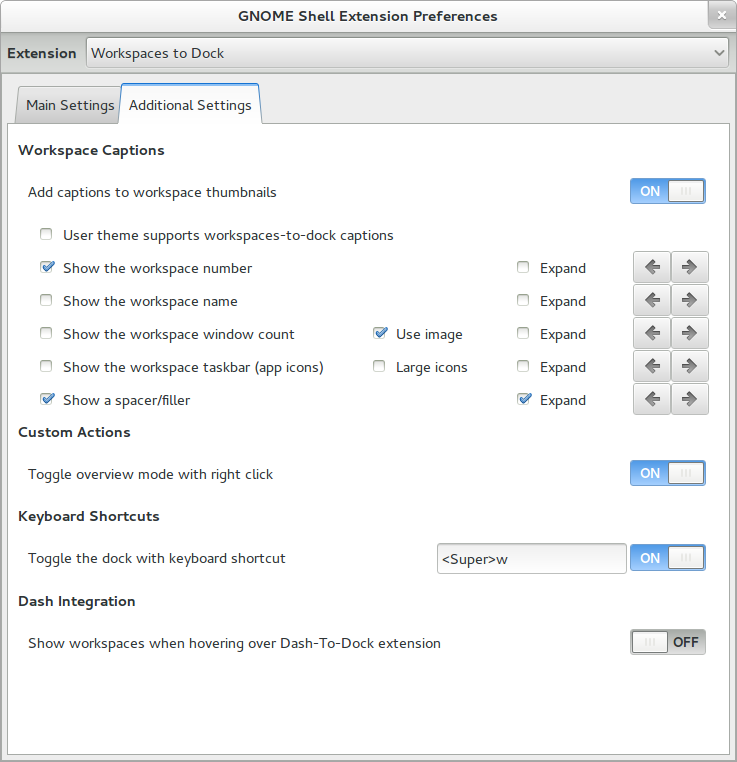 GNOME Shell Extension Preferences
Extension Workspaces to Dock
Main Settings Additional Settings
Workspace Captions
Add captions to workspace thumbnails ON
User theme supports workspaces-to-dock captions
Show the workspace number Expand
Show the workspace name Expand
Show the workspace window count Use image Expand
Show the workspace taskbar (app icons) Large icons Expand
Show a spacer/filler Expand
Custom Actions
Toggle overview mode with right click ON
Keyboard Shortcuts
Toggle the dock with keyboard shortcut <Super>w ON
Dash Integration
Show workspaces when hovering over Dash-To-Dock extension OFF